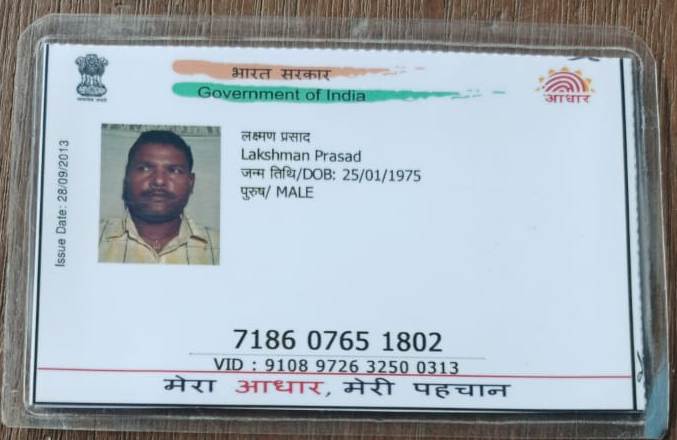 भारत सरकार
Government of India
आधार
Issue Date: 28/09/2013
लक्ष्मण प्रसाद
Lakshman Prasad
जन्म तिथि/DOB: 25/01/1975
पुरुष/ MALE
7186 0765 1802
VID : 9108 9726 3250 0313
मेरा आधार, मेरी पहचान